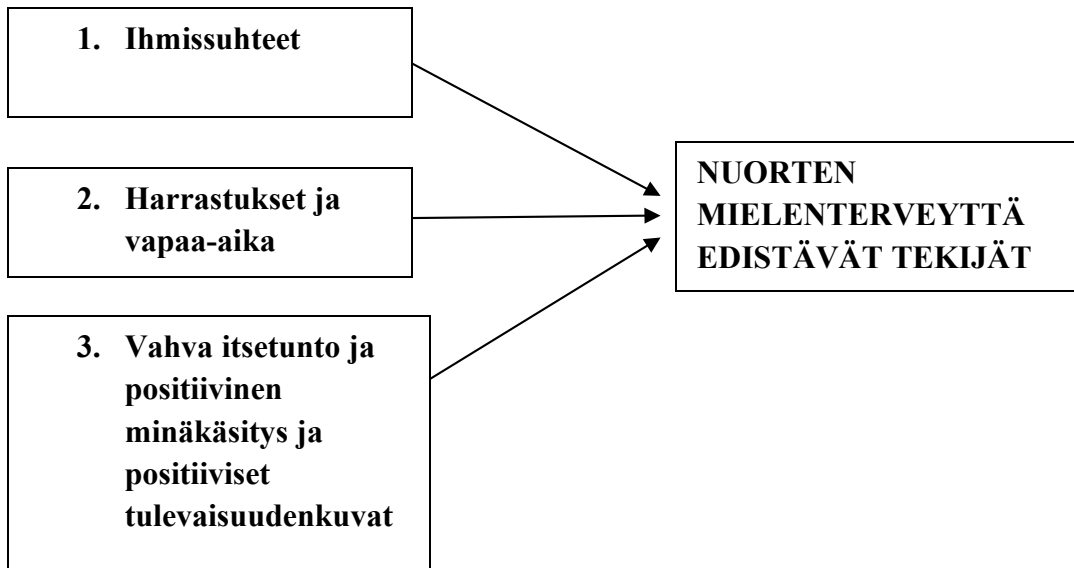 1. Ihmissuhteet
2. Harrastukset ja
vapaa-aika
3. Vahva itsetunto ja
positiivinen
minäkäsitys ja
positiiviset
tulevaisuudenkuvat
NUORTEN
MIELENTERVEYTTÄ
EDISTÄVÄT TEKIJÄT